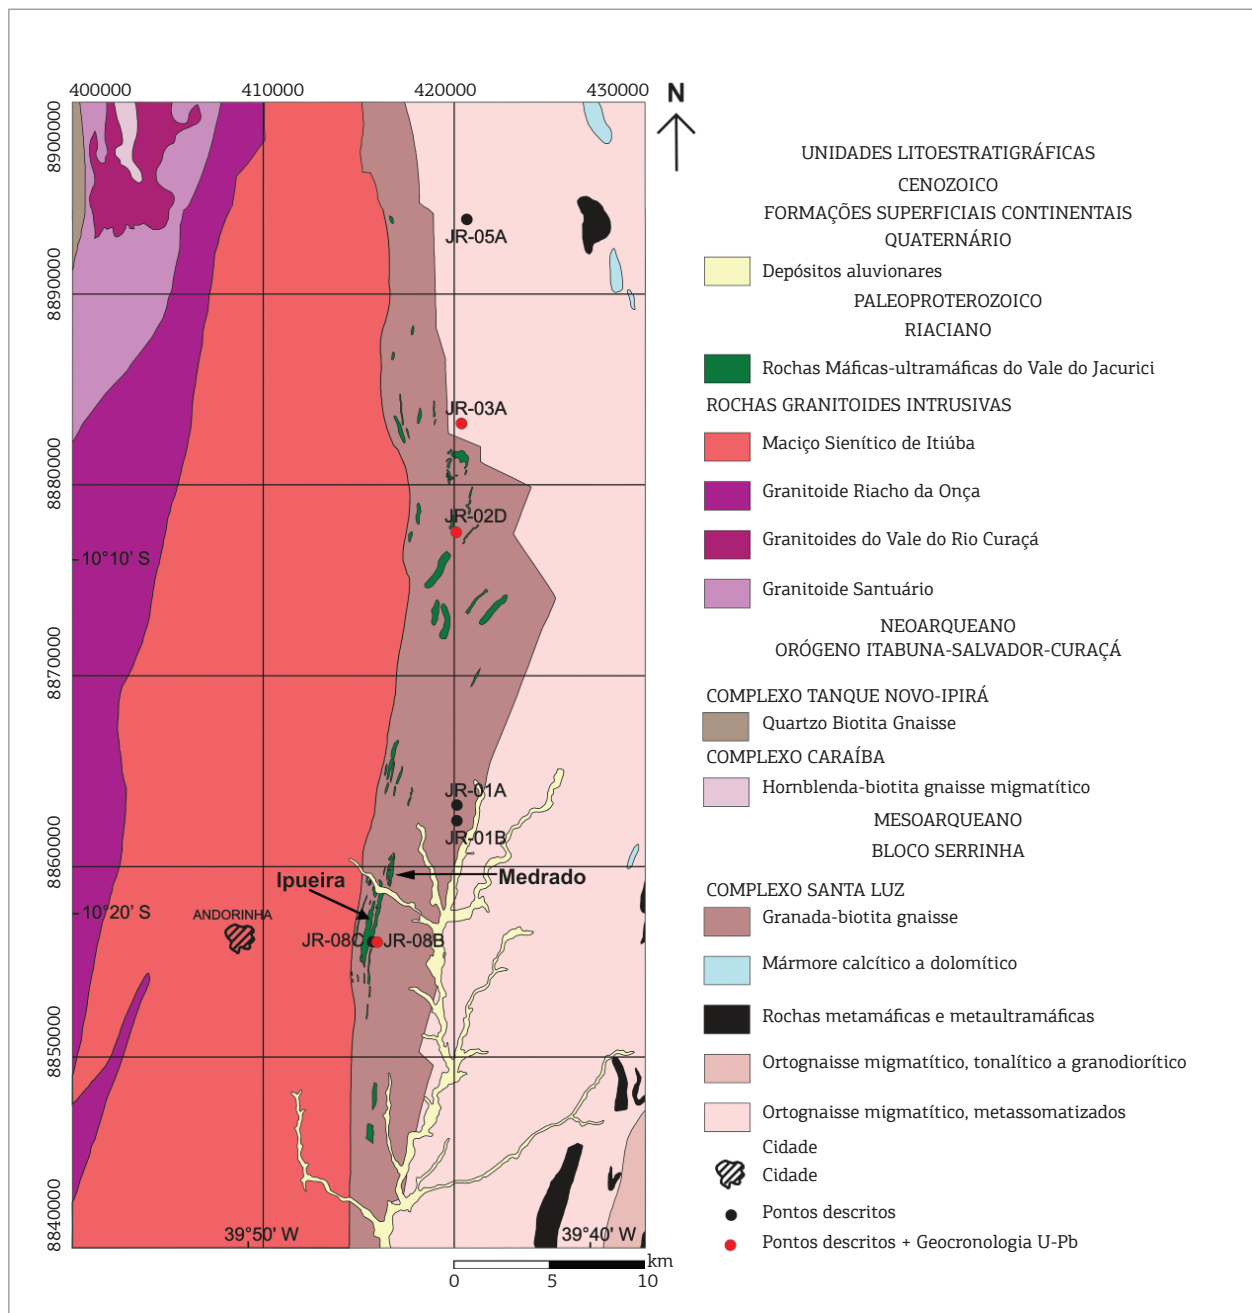 400000 410000 420000 430000
N
8900000
8890000
8880000
8870000
8860000
8850000
8840000
JR-05A
JR-03A
JR-02D
10°10' S
JR-01A
JR-01B
Ipueira
Medrado
10°20' S
ANDORINHA
JR-08C
JR-08B
39°50' W
39°40' W
km
0 5 10
UNIDADES LITOESTRATIGRÁFICAS
CENOZOICO
FORMAÇÕES SUPERFICIAIS CONTINENTAIS
QUATERNÁRIO
Depósitos aluvionares
PALEOPROTEROZOICO
RIACIANO
Rochas Máficas-ultramáficas do Vale do Jacurici
ROCHAS GRANITOIDES INTRUSIVAS
Maciço Sienítico de Itiúba
Granitoide Riacho da Onça
Granitoides do Vale do Rio Curaçá
Granitoide Santuário
NEOARQUEANO
ORÓGENO ITABUNA-SALVADOR-CURAÇÁ
COMPLEXO TANQUE NOVO-IPIRÁ
Quartzo Biotita Gnaisse
COMPLEXO CARAÍBA
Hornblenda-biotita gnaisse migmatítico
MESOARQUEANO
BLOCO SERRINHA
COMPLEXO SANTA LUZ
Granada-biotita gnaisse
Mármore calcítico a dolomítico
Rochas metamáficas e metaultramáficas
Ortognaisse migmatítico, tonalítico a granodiorítico
Ortognaisse migmatítico, metassomatizados
Cidade
Cidade
Pontos descritos
Pontos descritos + Geocronologia U-Pb